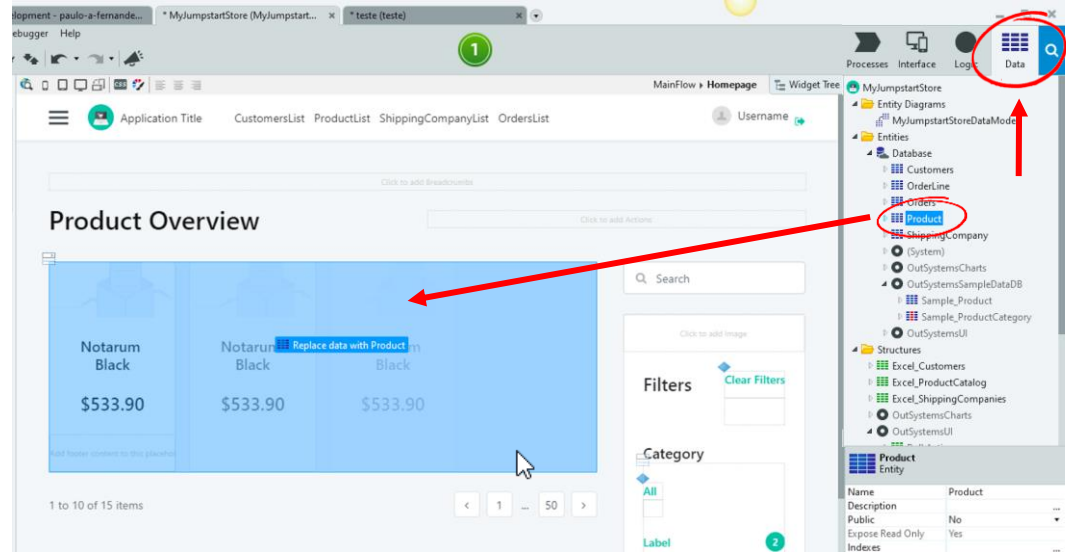 elopment - paulo-a-fernande...
* MyJumpstartStore (MyJumpstart... x
* teste (teste) x
ebugger Help
1
Processes Interface Logic Data
CSS
MainFlow ▸ Homepage
Widget Tree
Application Title CustomersList ProductList ShippingCompanyList OrdersList
Username
Click to add Breadcrumbs
Product Overview
Click to add Actions
Notarum
Black
$533.90
Notarum
Black
$533.90
Black
$533.90
Replace data with Product
1 to 10 of 15 items
< 1 ... 50 >
Search
Click to add Image
Filters
Clear Filters
Category
All
Label
2
MyJumpstartStore
Entity Diagrams
MyJumpstartStoreDataMode
Entities
Database
Customers
OrderLine
Orders
Product
ShippingCompany
(System)
OutSystemsCharts
OutSystemsSampleDataDB
Sample_Product
Sample_ProductCategory
OutSystemsUI
Structures
Excel_Customers
Excel_ProductCatalog
Excel_ShippingCompanies
OutSystemsCharts
OutSystemsUI
Product
Entity
Name Product
Description ...
Public No
Expose Read Only Yes
Indexes ...